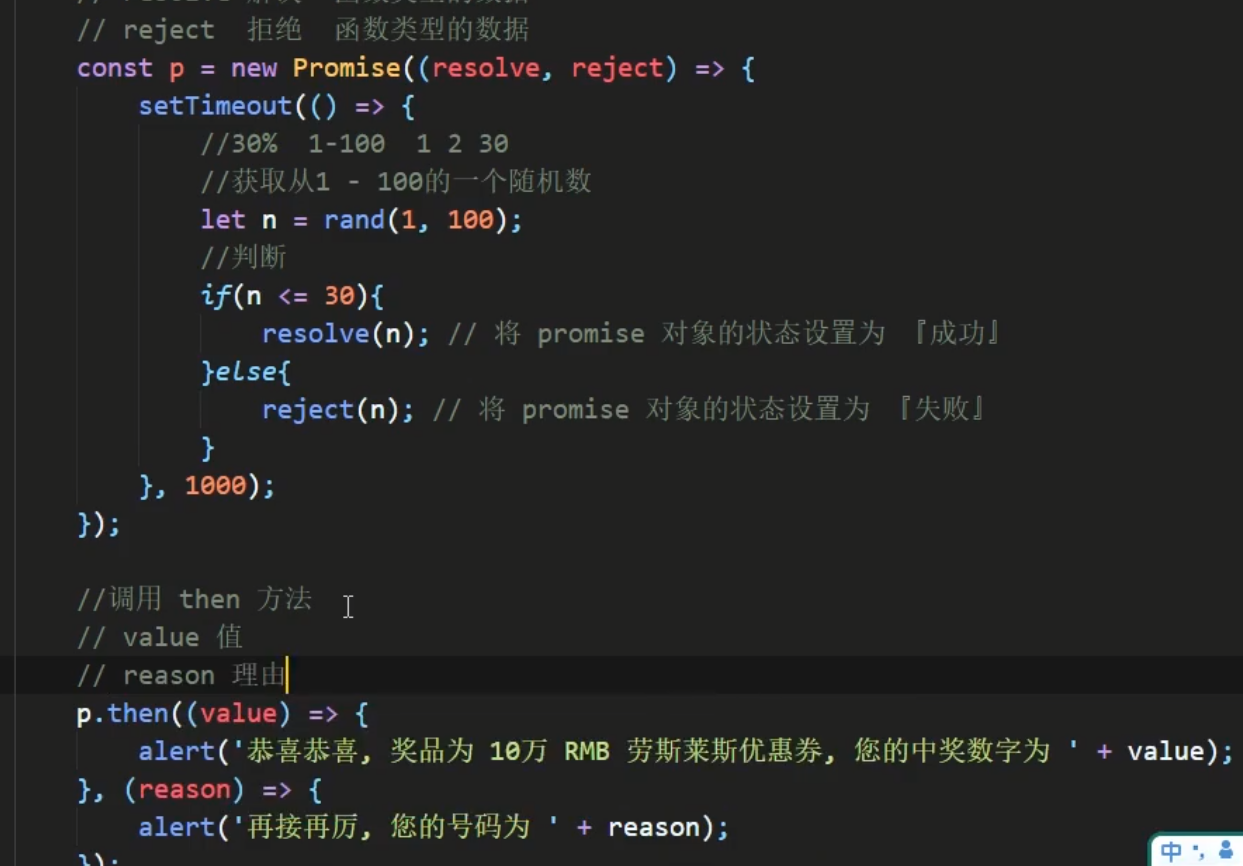 // reject  拒绝  函数类型的数据
const p = new Promise((resolve, reject) => {
    setTimeout(() => {
        //30%  1-100  1 2 30
        //获取从1 - 100的一个随机数
        let n = rand(1, 100);
        //判断
        if(n <= 30){
            resolve(n); // 将 promise 对象的状态设置为 『成功』
        }else{
            reject(n); // 将 promise 对象的状态设置为 『失败』
        }
    }, 1000);
});
//调用 then 方法
// value 值
// reason 理由
p.then((value) => {
    alert('恭喜恭喜, 奖品为 10万 RMB 劳斯莱斯优惠券, 您的中奖数字为 ' + value);
}, (reason) => {
    alert('再接再厉, 您的号码为 ' + reason);
});
中